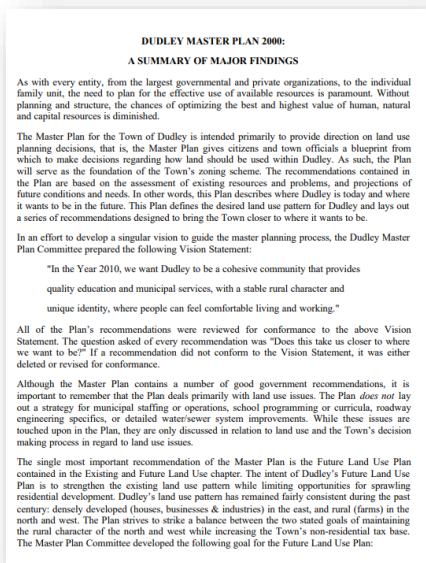 DUDLEY MASTER PLAN 2000:
A SUMMARY OF MAJOR FINDINGS
As with every entity, from the largest governmental and private organizations, to the individual
family unit, the need to plan for the effective use of available resources is paramount. Without
planning and structure, the chances of optimizing the best and highest value of human, natural
and capital resources is diminished.
The Master Plan for the Town of Dudley is intended primarily to provide direction on land use
planning decisions, that is, the Master Plan gives citizens and town officials a blueprint from
which to make decisions regarding how land should be used within Dudley. As such, the Plan
will serve as the foundation of the Town's zoning scheme. The recommendations contained in
the Plan are based on the assessment of existing resources and problems, and projections of
future conditions and needs. In other words, this Plan describes where Dudley is today and where
it wants to be in the future. This Plan defines the desired land use pattern for Dudley and lays out
a series of recommendations designed to bring the Town closer to where it wants to be.
In an effort to develop a singular vision to guide the master planning process, the Dudley Master
Plan Committee prepared the following Vision Statement:
"In the Year 2010, we want Dudley to be a cohesive community that provides
quality education and municipal services, with a stable rural character and
unique identity, where people can feel comfortable living and working."
All of the Plan's recommendations were reviewed for conformance to the above Vision
Statement. The question asked of every recommendation was "Does this take us closer to where
we want to be?" If a recommendation did not conform to the Vision Statement, it was either
deleted or revised for conformance.
Although the Master Plan contains a number of good government recommendations, it is
important to remember that the Plan deals primarily with land use issues. The Plan does not lay
out a strategy for municipal staffing or operations, school programming or curricula, roadway
engineering specifics, or detailed water/sewer system improvements. While these issues are
touched upon in the Plan, they are only discussed in relation to land use and the Town's decision
making process in regard to land use issues.
The single most important recommendation of the Master Plan is the Future Land Use Plan
contained in the Existing and Future Land Use chapter. The intent of Dudley's Future Land Use
Plan is to strengthen the existing land use pattern while limiting opportunities for sprawling
residential development. Dudley's land use pattern has remained fairly consistent during the past
century: densely developed (houses, businesses & industries) in the east, and rural (farms) in the
north and west. The Plan strives to strike a balance between the two stated goals of maintaining
the rural character of the north and west while increasing the Town's non-residential tax base.
The Master Plan Committee developed the following goal for the Future Land Use Plan: